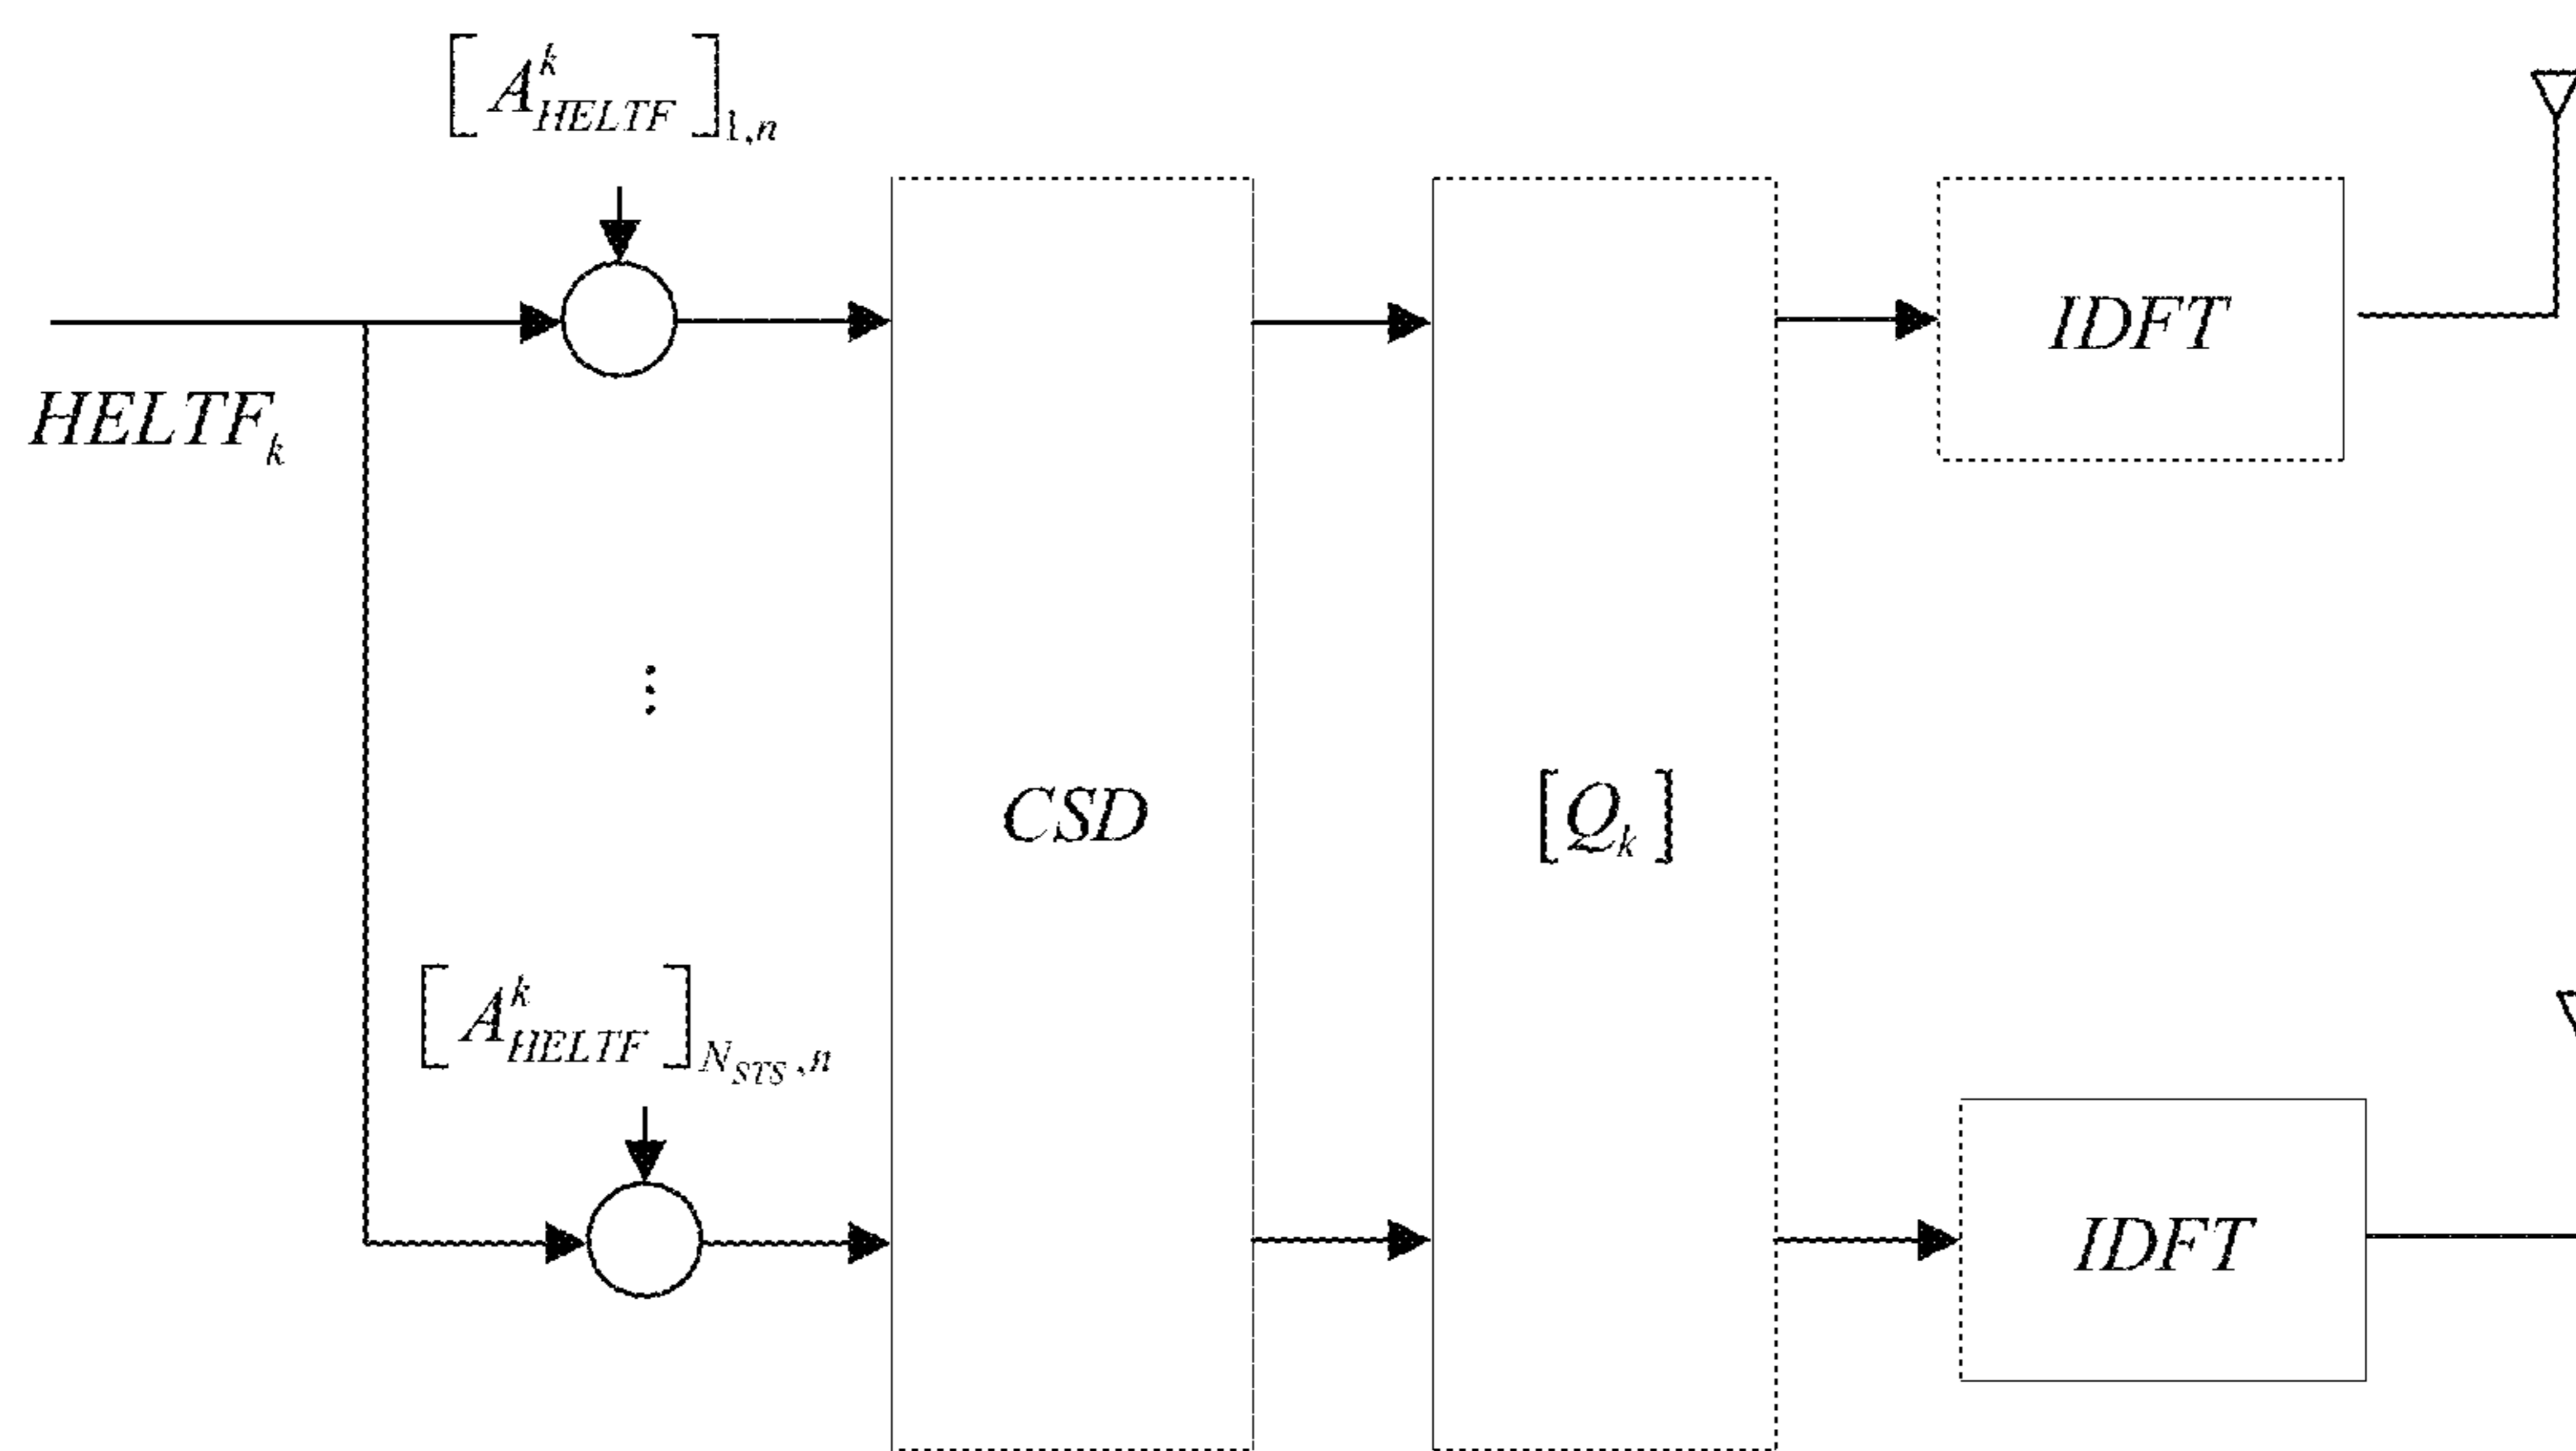 [A^k_HELTF]_1,n
HELTF_k
IDFT
⋮
CSD
[Q_k]
[A^k_HELTF]_N_STS,n
IDFT